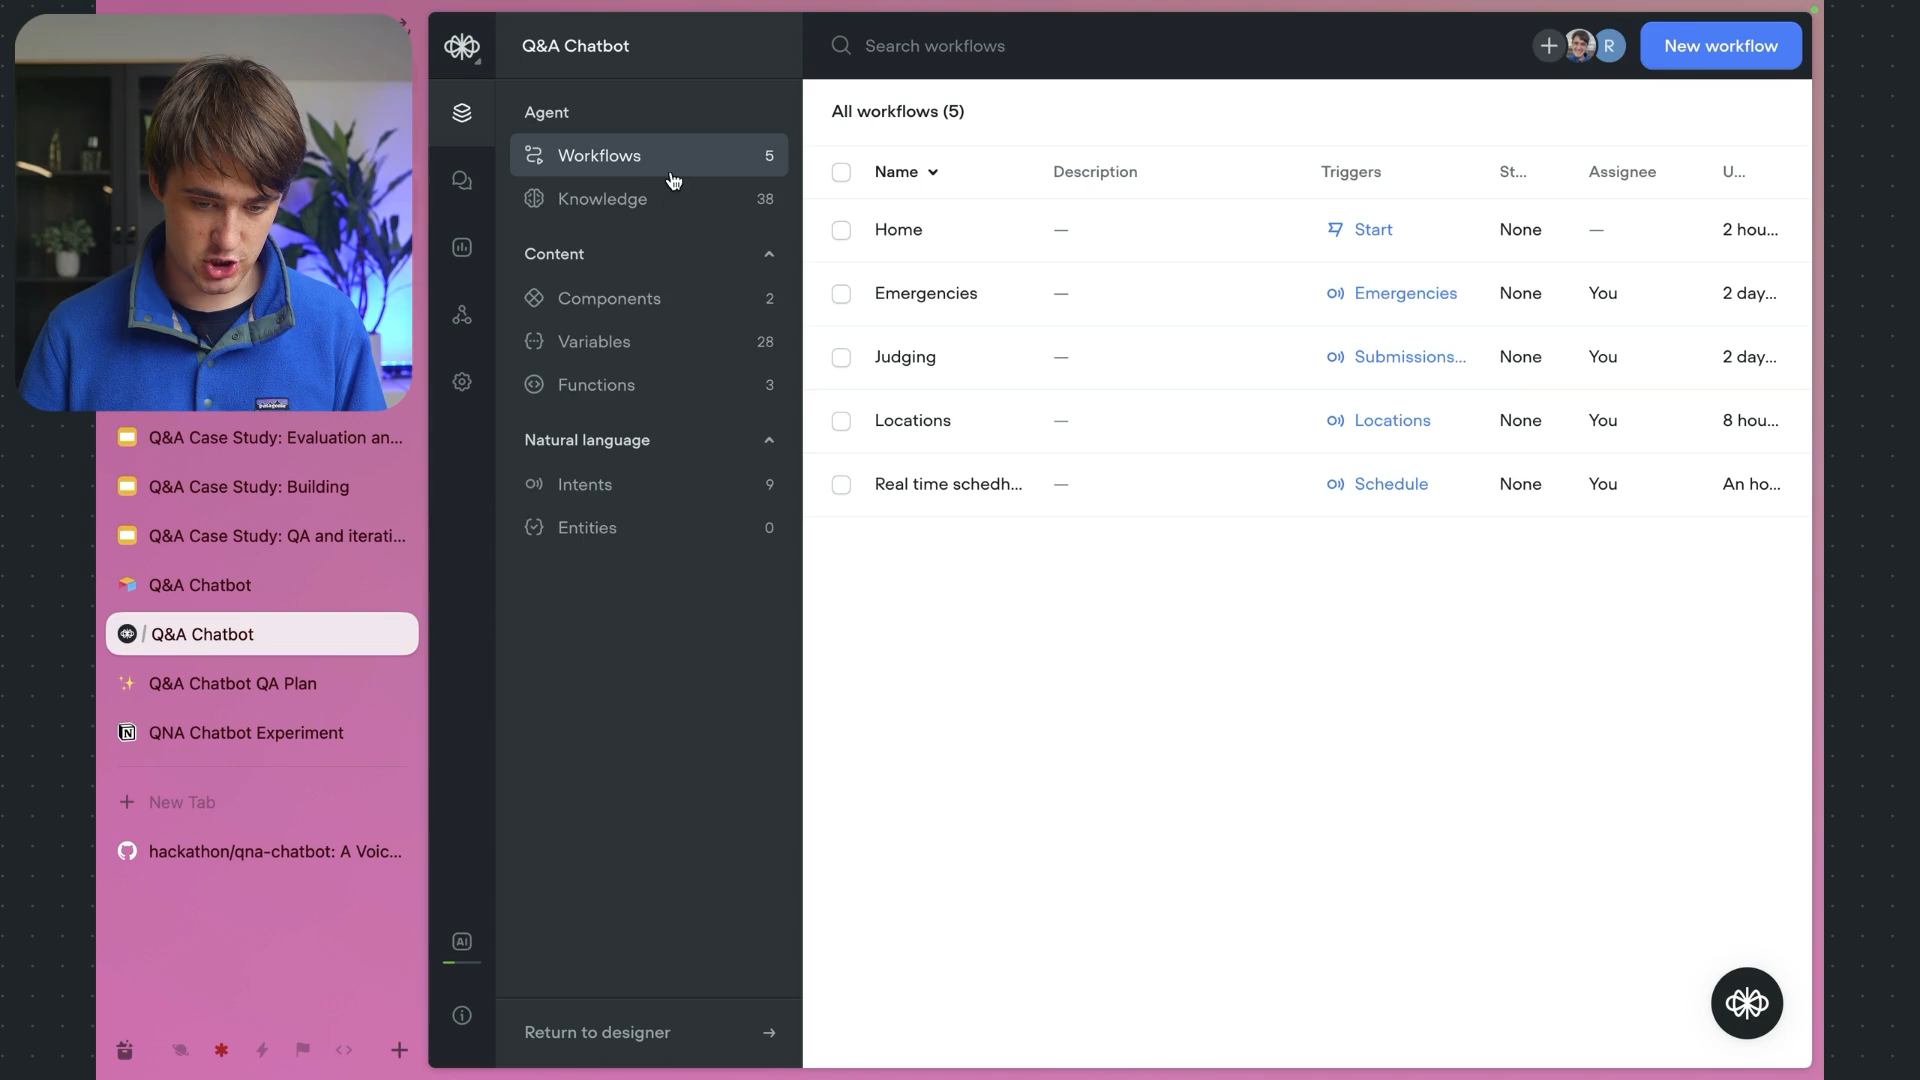 Q&A Case Study: Evaluation an...
Q&A Case Study: Building
Q&A Case Study: QA and iterati...
Q&A Chatbot
/ Q&A Chatbot
Q&A Chatbot QA Plan
QNA Chatbot Experiment
New Tab
hackathon/qna-chatbot: A Voic...
Q&A Chatbot
Agent
Workflows 5
Knowledge 38
Content
Components 2
Variables 28
Functions 3
Natural language
Intents 9
Entities 0
AI
Return to designer
Search workflows
R
New workflow
All workflows (5)
Name Description Triggers St... Assignee U...
Home — Start None — 2 hou...
Emergencies — Emergencies None You 2 day...
Judging — Submissions... None You 2 day...
Locations — Locations None You 8 hou...
Real time schedh... — Schedule None You An ho...
patagonia